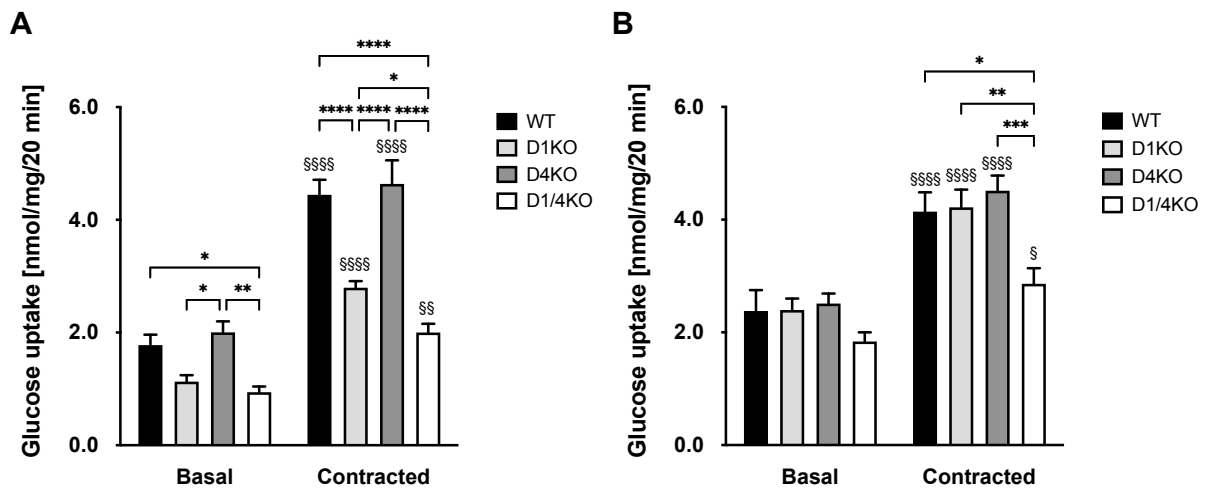 A
****
*
**** **** ****
6.0
WT
D1KO
D4KO
D1/4KO
§§§§ §§§§
4.0
§§§§
*
* **
§§
2.0
0.0
Basal Contracted
Glucose uptake [nmol/mg/20 min]
B
*
**
***
6.0
WT
D1KO
D4KO
D1/4KO
§§§§ §§§§ §§§§
4.0
§
2.0
0.0
Basal Contracted
Glucose uptake [nmol/mg/20 min]